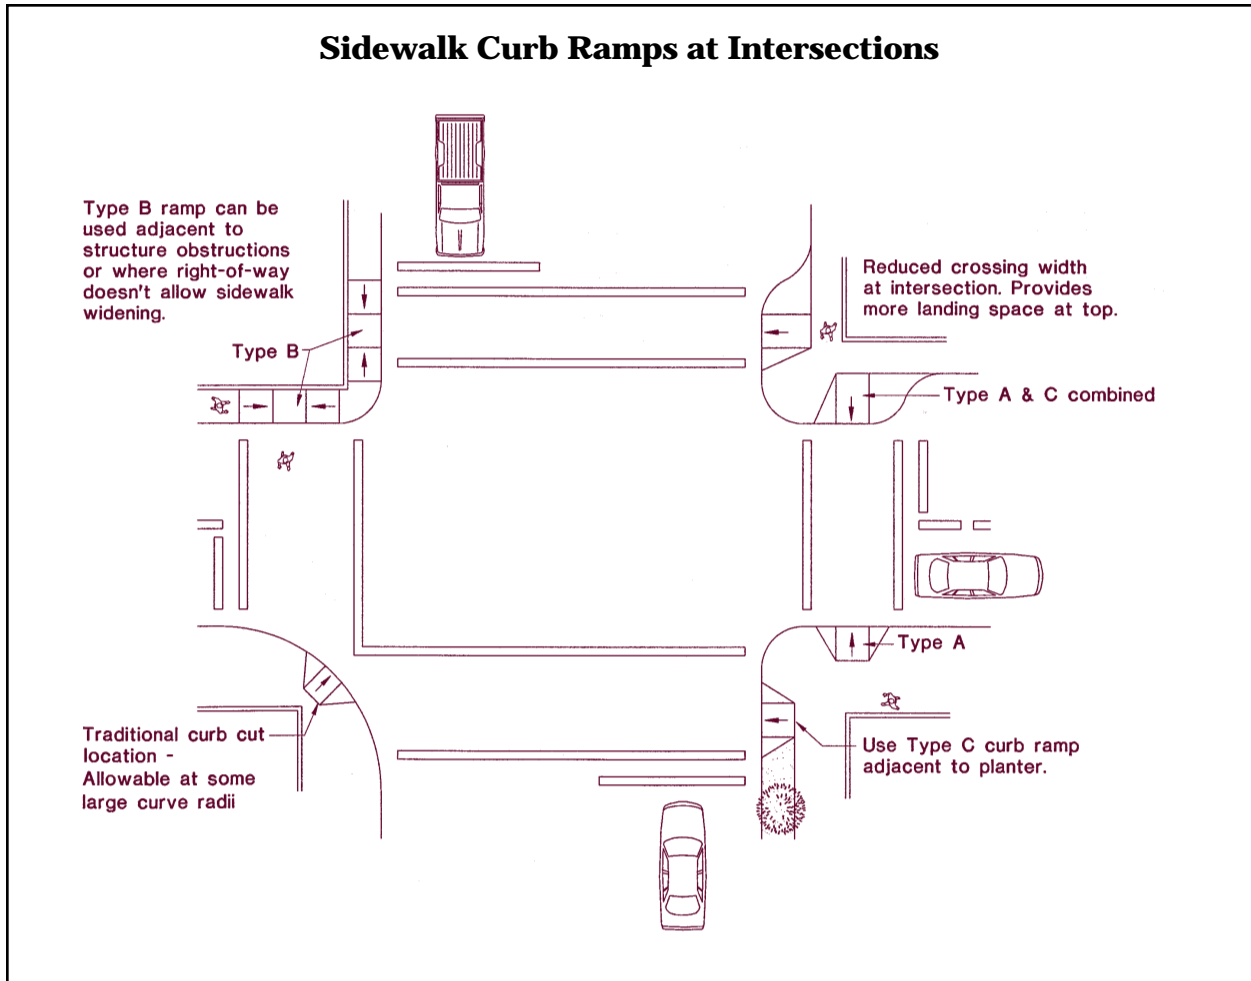 Sidewalk Curb Ramps at Intersections
Type B ramp can be
used adjacent to
structure obstructions
or where right-of-way
doesn't allow sidewalk
widening.
Type B
Reduced crossing width
at intersection. Provides
more landing space at top.
Type A & C combined
Type A
Traditional curb cut
location -
Allowable at some
large curve radii
Use Type C curb ramp
adjacent to planter.